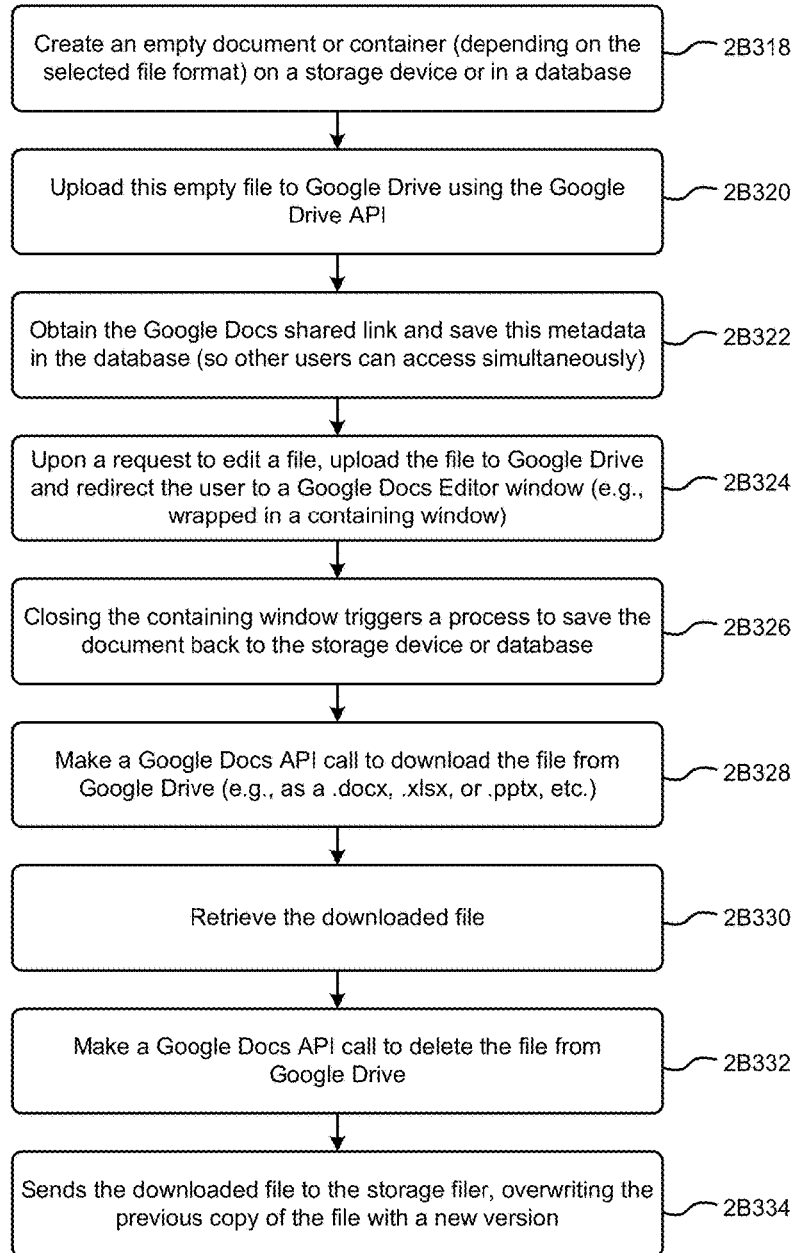 Create an empty document or container (depending on the
selected file format) on a storage device or in a database
2B318
Upload this empty file to Google Drive using the Google
Drive API
2B320
Obtain the Google Docs shared link and save this metadata
in the database (so other users can access simultaneously)
2B322
Upon a request to edit a file, upload the file to Google Drive
and redirect the user to a Google Docs Editor window (e.g.,
wrapped in a containing window)
2B324
Closing the containing window triggers a process to save the
document back to the storage device or database
2B326
Make a Google Docs API call to download the file from
Google Drive (e.g., as a .docx, .xlsx, or .pptx, etc.)
2B328
Retrieve the downloaded file
2B330
Make a Google Docs API call to delete the file from
Google Drive
2B332
Sends the downloaded file to the storage filer, overwriting the
previous copy of the file with a new version
2B334